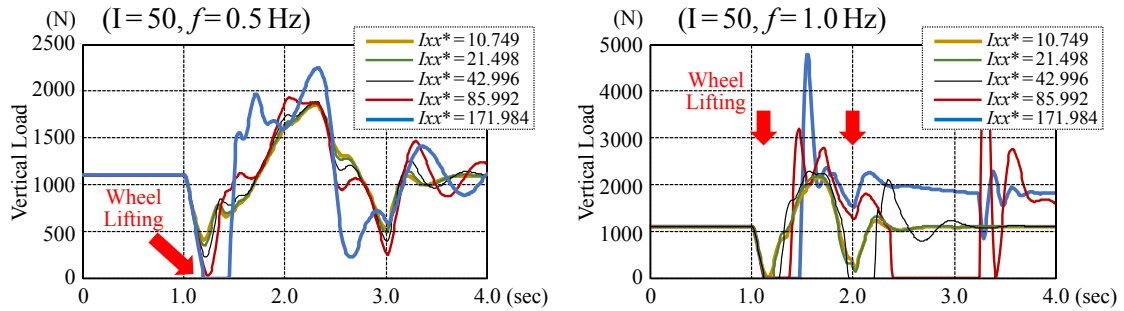 (N)
(I = 50, f = 0.5 Hz)
2500
2000
1500
1000
500
0
Vertical Load
Ixx*=10.749
Ixx*=21.498
Ixx*=42.996
Ixx*=85.992
Ixx*=171.984
Wheel
Lifting
0
1.0
2.0
3.0
4.0 (sec)
(N)
(I = 50, f = 1.0 Hz)
5000
4000
3000
2000
1000
0
Vertical Load
Ixx*=10.749
Ixx*=21.498
Ixx*=42.996
Ixx*=85.992
Ixx*=171.984
Wheel
Lifting
0
1.0
2.0
3.0
4.0 (sec)